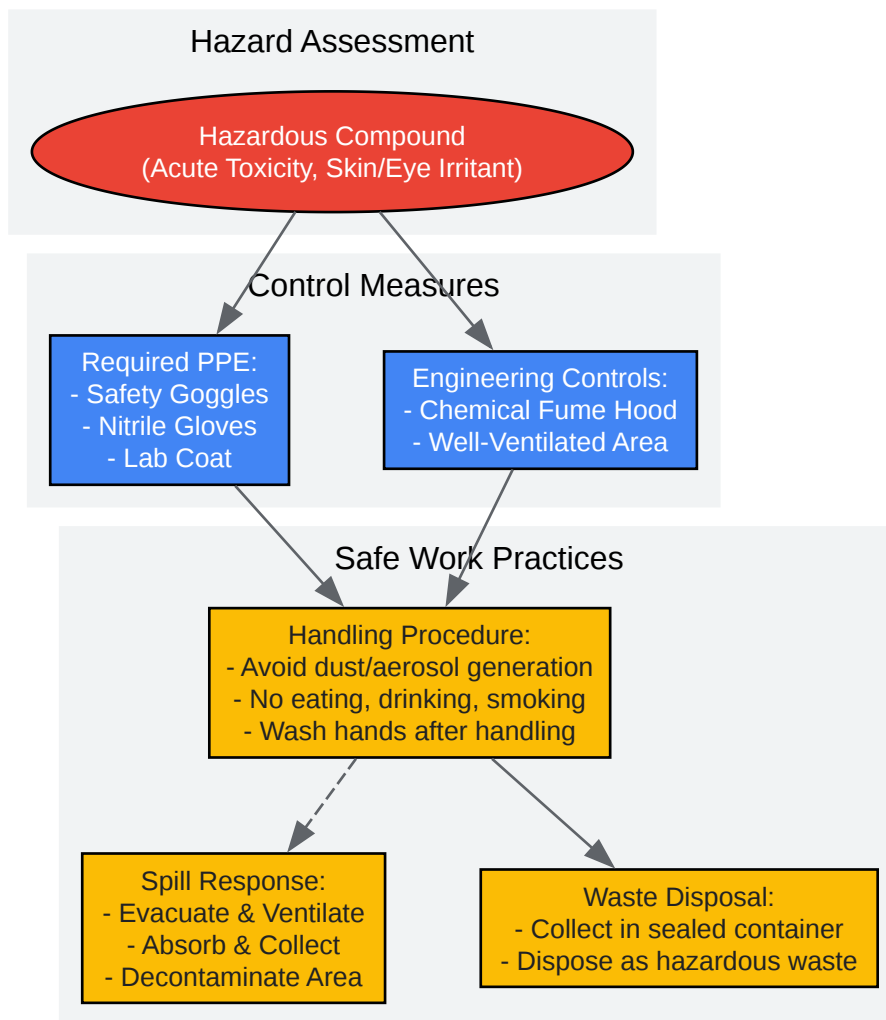 Hazard Assessment
Hazardous Compound
(Acute Toxicity, Skin/Eye Irritant)
Control Measures
Required PPE:
- Safety Goggles
- Nitrile Gloves
- Lab Coat
Engineering Controls:
- Chemical Fume Hood
- Well-Ventilated Area
Safe Work Practices
Handling Procedure:
- Avoid dust/aerosol generation
- No eating, drinking, smoking
- Wash hands after handling
Spill Response:
- Evacuate & Ventilate
- Absorb & Collect
- Decontaminate Area
Waste Disposal:
- Collect in sealed container
- Dispose as hazardous waste